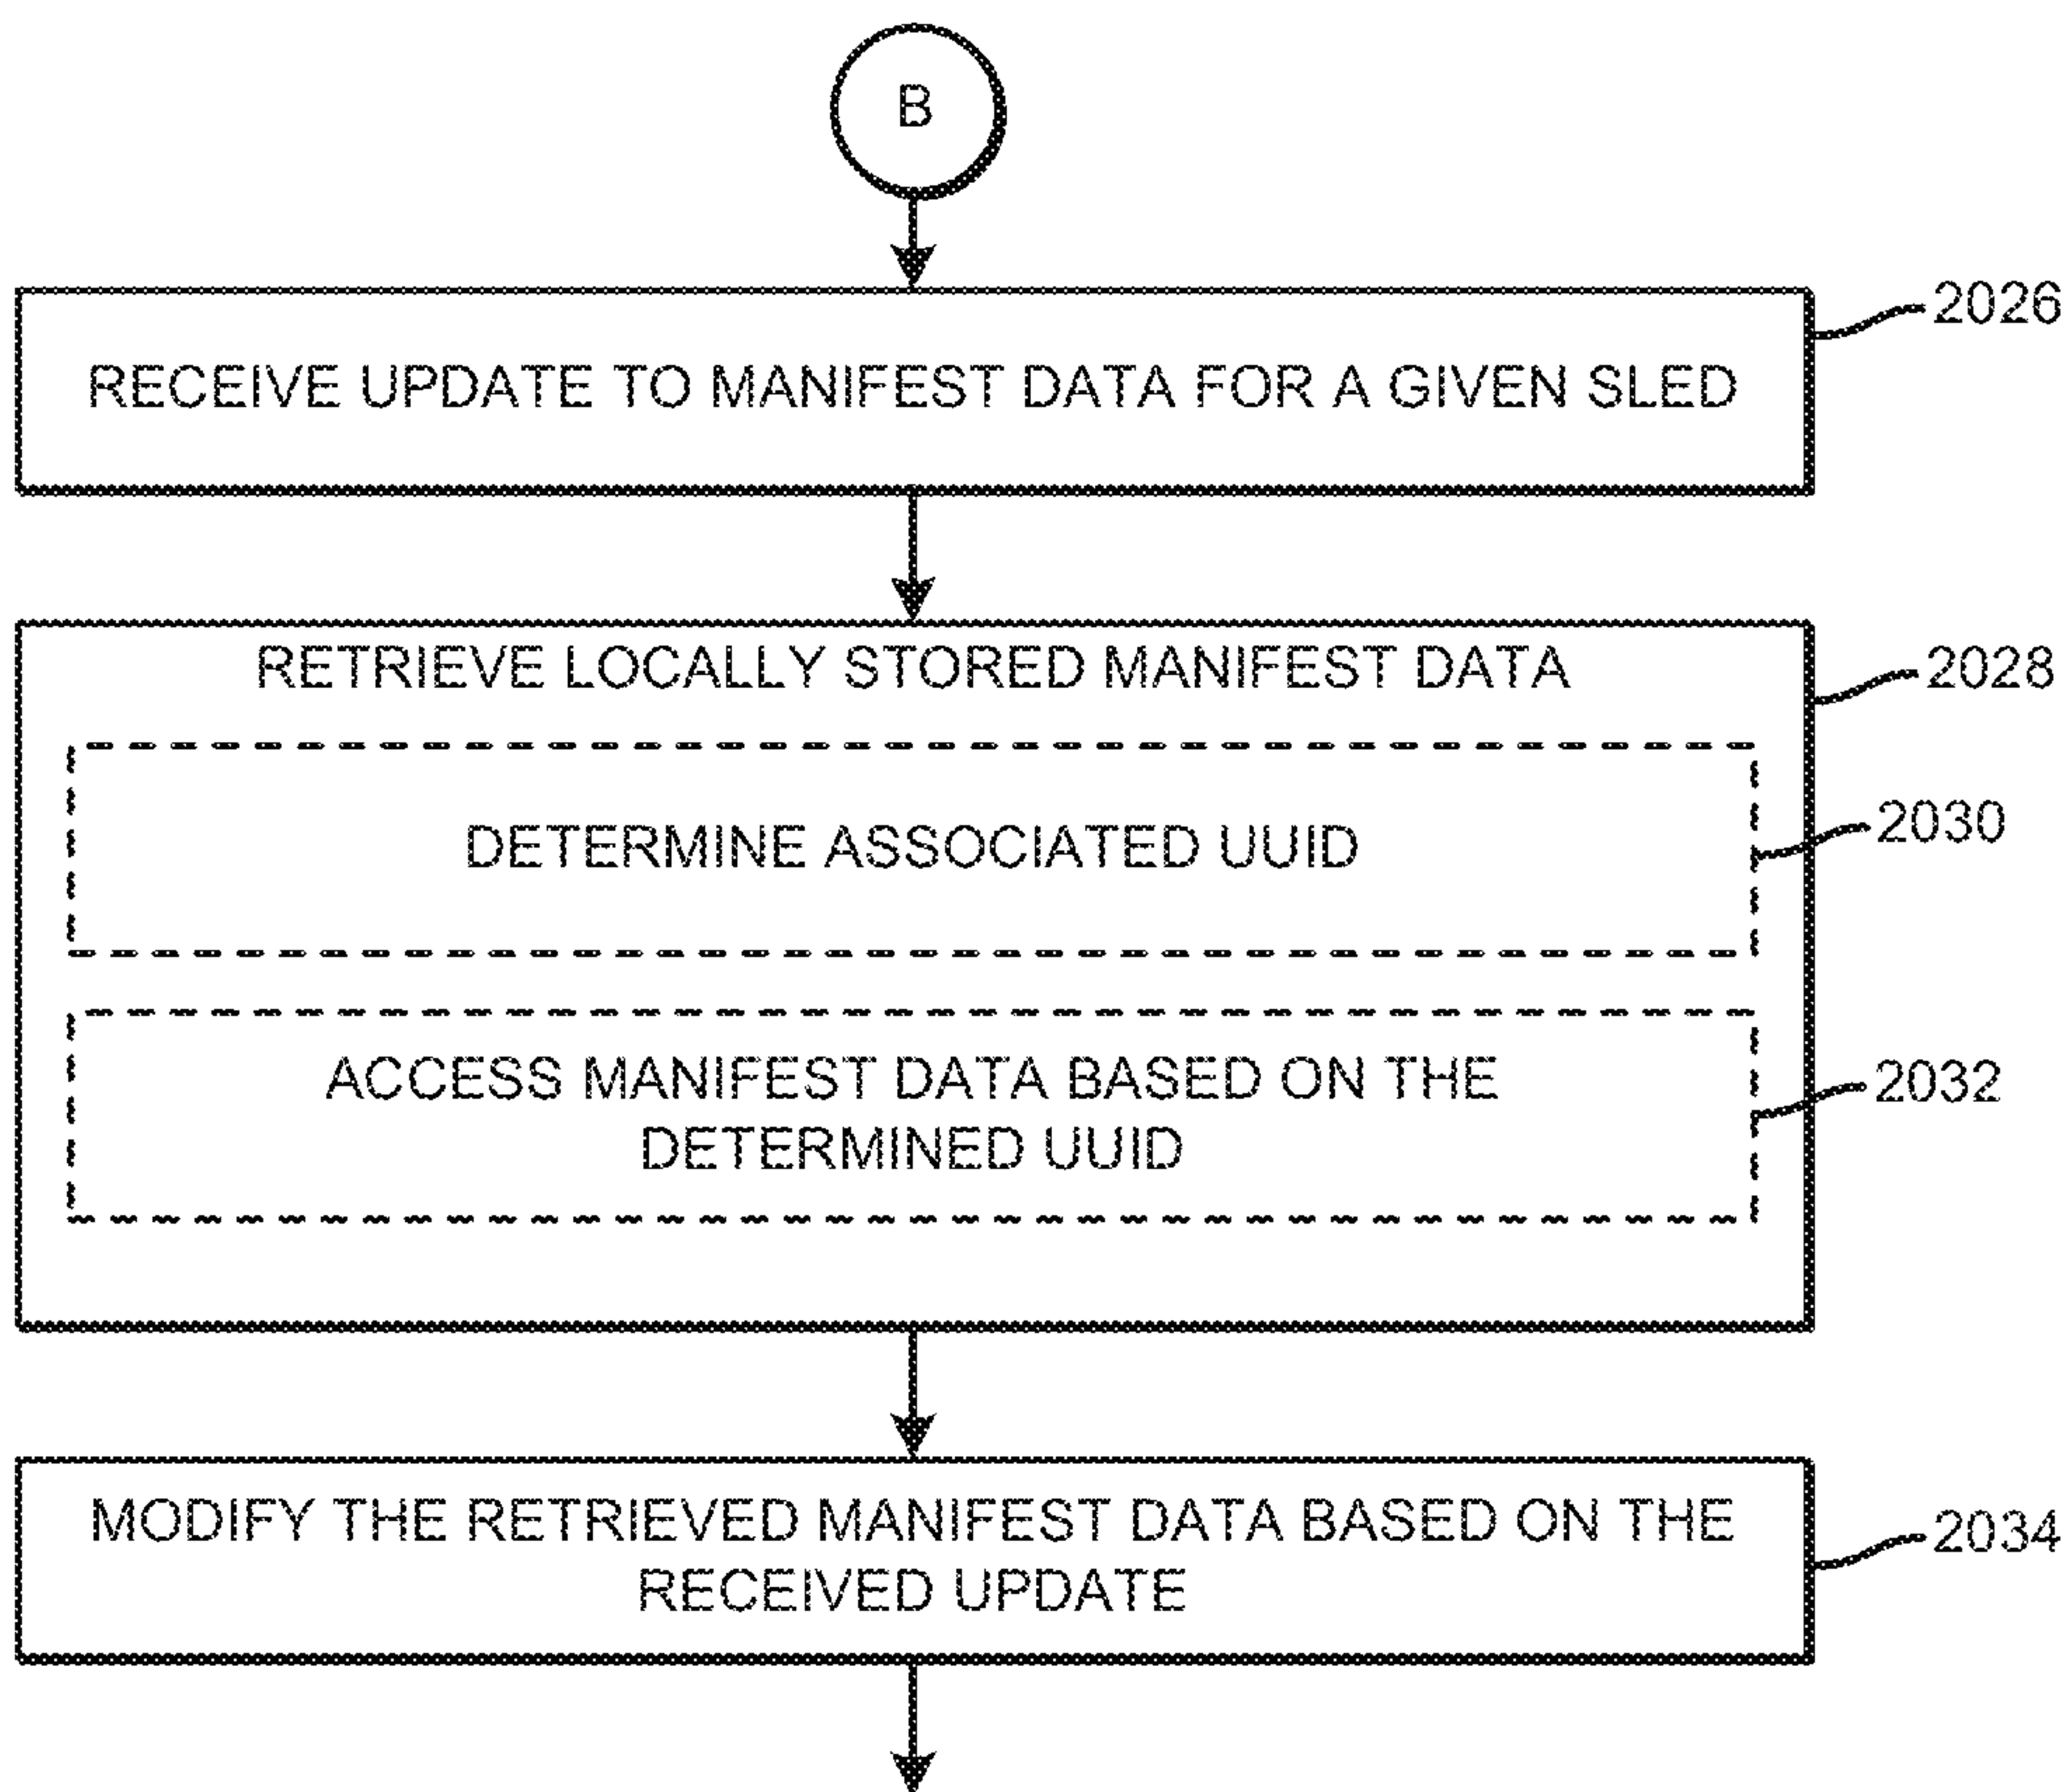 B
RECEIVE UPDATE TO MANIFEST DATA FOR A GIVEN SLED
2026
RETRIEVE LOCALLY STORED MANIFEST DATA
2028
DETERMINE ASSOCIATED UUID
2030
ACCESS MANIFEST DATA BASED ON THE
DETERMINED UUID
2032
MODIFY THE RETRIEVED MANIFEST DATA BASED ON THE
RECEIVED UPDATE
2034